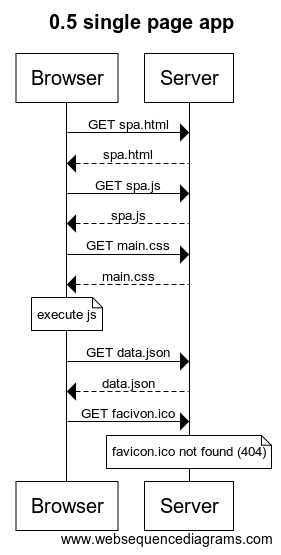 0.5 single page app
Browser Server
GET spa.html
spa.html
GET spa.js
spa.js
GET main.css
main.css
execute js
GET data.json
data.json
GET facivon.ico
favicon.ico not found (404)
Browser Server
www.websequencediagrams.com